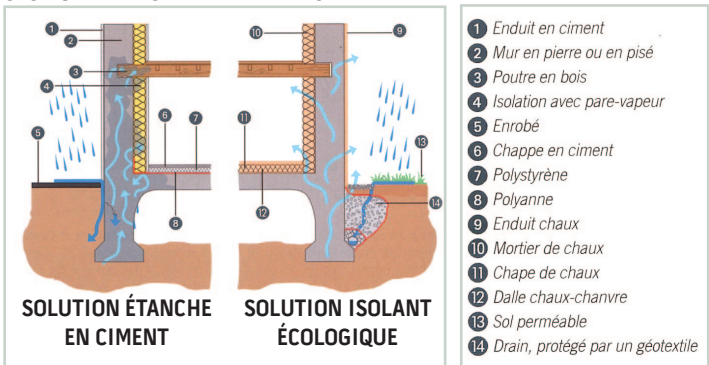 1 2 3 4 5 6 7 8
10 9 11 12 13 14
SOLUTION ÉTANCHE
EN CIMENT
SOLUTION ISOLANT
ÉCOLOGIQUE
1 Enduit en ciment
2 Mur en pierre ou en pisé
3 Poutre en bois
4 Isolation avec pare-vapeur
5 Enrobé
6 Chappe en ciment
7 Polystyrène
8 Polyanne
9 Enduit chaux
10 Mortier de chaux
11 Chape de chaux
12 Dalle chaux-chanvre
13 Sol perméable
14 Drain, protégé par un géotextile